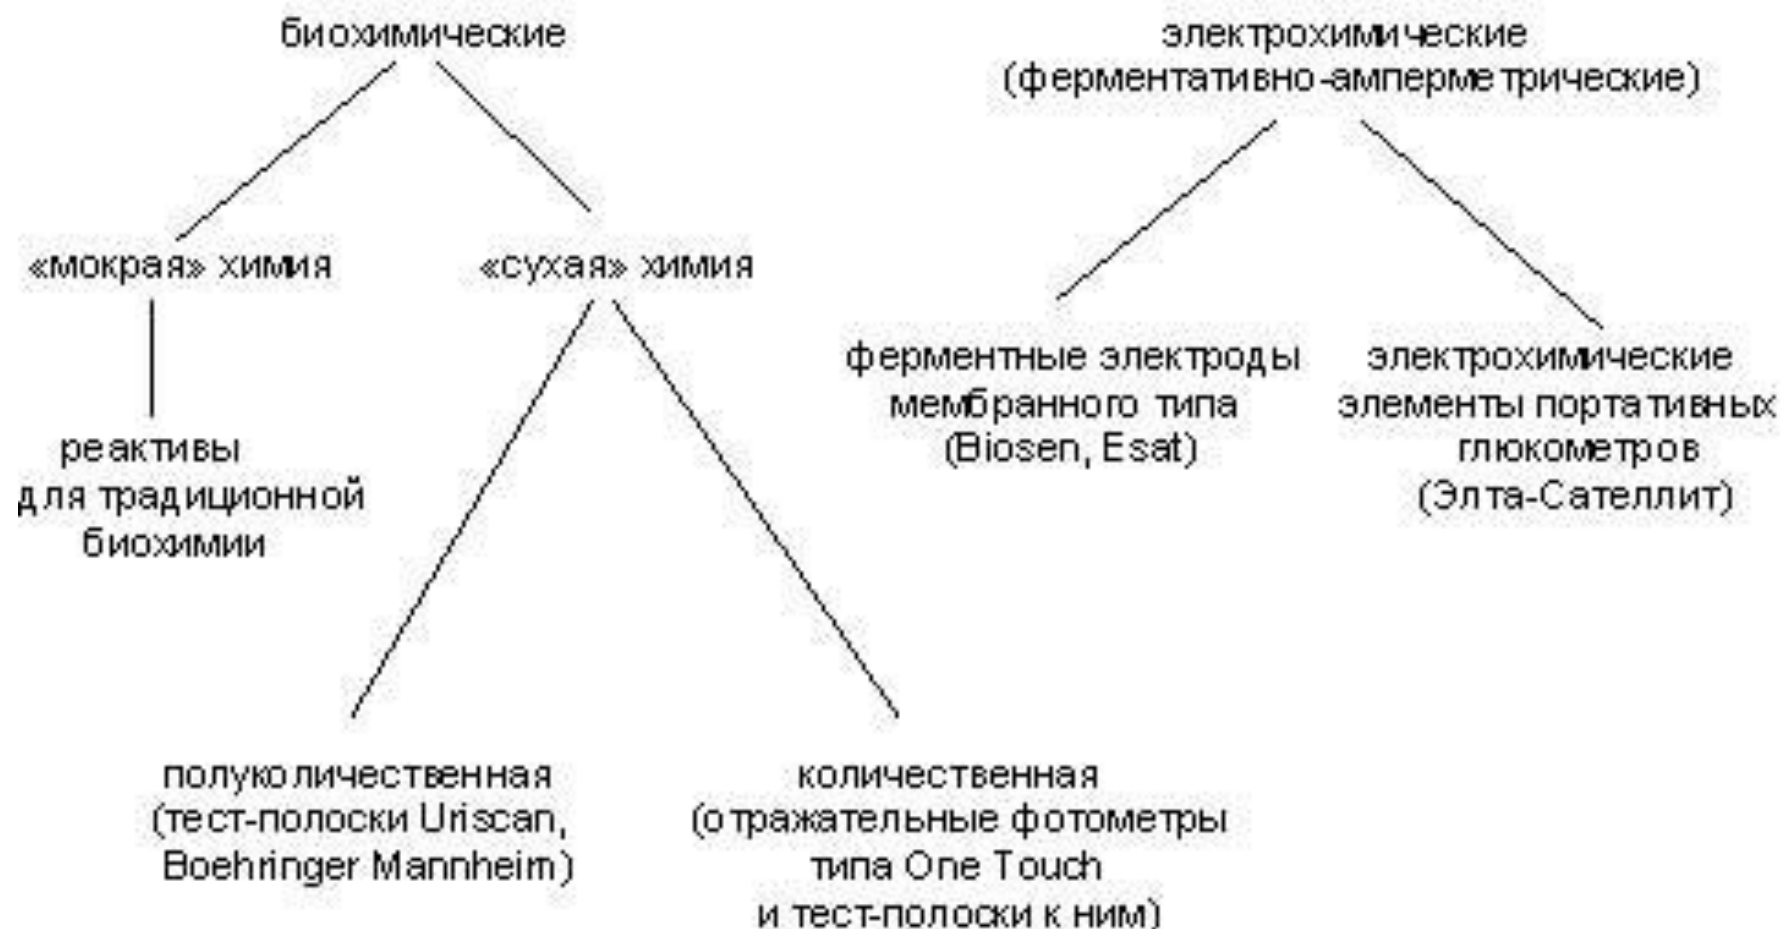 биохимические
электрохимические
(ферментативно-амперметрические)
«мокрая» химия
«сухая» химия
реактивы
для традиционной
биохимии
ферментные электроды
мембранного типа
(Biosen, Esat)
электрохимические
элементы портативных
глюкометров
(Элта-Сателлит)
полуколичественная
(тест-полоски Uriscan,
Boehringer Mannheim)
количественная
(отражательные фотометры
типа One Touch
и тест-полоски к ним)